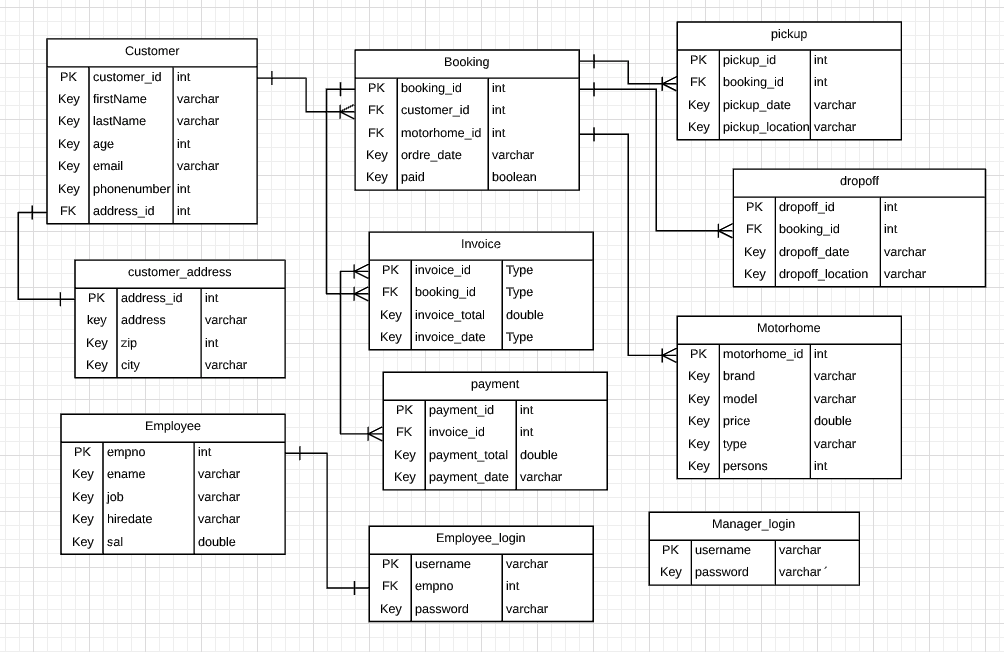 Customer
PK customer_id int
Key firstName varchar
Key lastName varchar
Key age int
Key email varchar
Key phonenumber int
FK address_id int
customer_address
PK address_id int
key address varchar
Key zip int
Key city varchar
Employee
PK empno int
Key ename varchar
Key job varchar
Key hiredate varchar
Key sal double
Booking
PK booking_id int
FK customer_id int
FK motorhome_id int
Key ordre_date varchar
Key paid boolean
Invoice
PK invoice_id Type
FK booking_id Type
Key invoice_total double
Key invoice_date Type
payment
PK payment_id int
FK invoice_id int
Key payment_total double
Key payment_date varchar
Employee_login
PK username varchar
FK empno int
Key password varchar
pickup
PK pickup_id int
FK booking_id int
Key pickup_date varchar
Key pickup_location varchar
dropoff
PK dropoff_id int
FK booking_id int
Key dropoff_date varchar
Key dropoff_location varchar
Motorhome
PK motorhome_id int
Key brand varchar
Key model varchar
Key price double
Key type varchar
Key persons int
Manager_login
PK username varchar
Key password varchar´